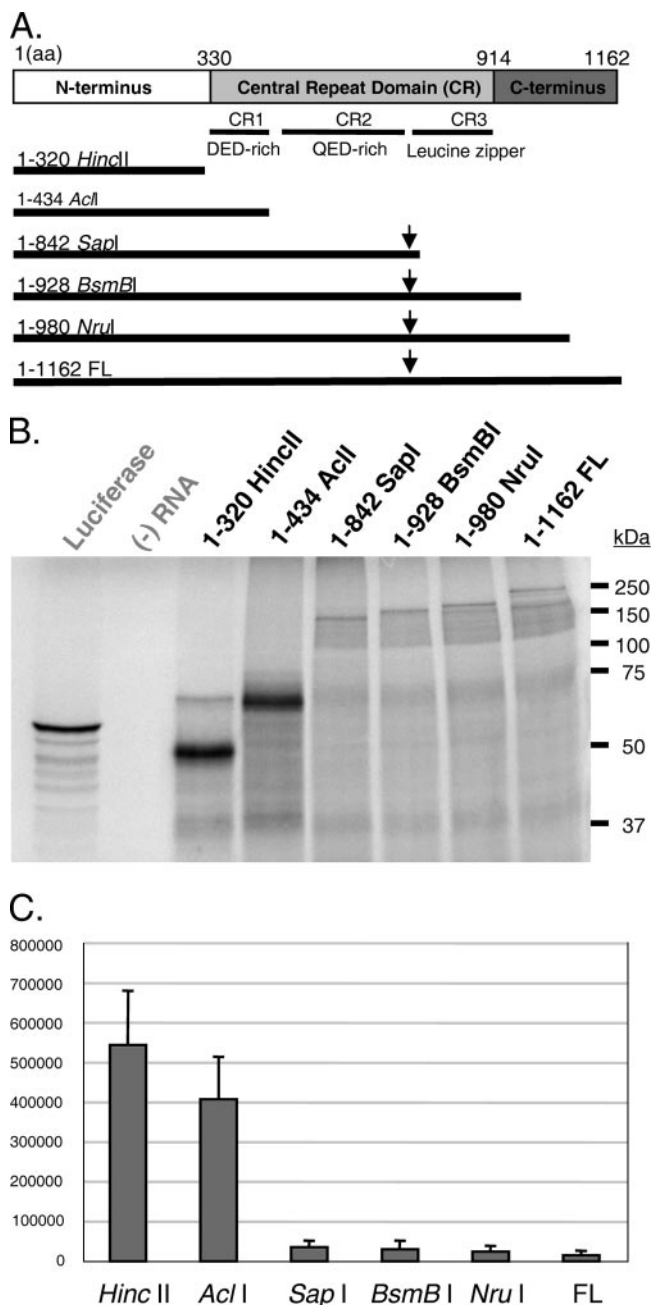 A.
1(aa) 330 914 1162
N-terminus Central Repeat Domain (CR) C-terminus
CR1 CR2 CR3
DED-rich QED-rich Leucine zipper
1-320 HincII
1-434 AclI
1-842 SapI
1-928 BsmBI
1-980 NruI
1-1162 FL
B.
Luciferase
(-) RNA
1-320 HincII
1-434 AclI
1-842 SapI
1-928 BsmBI
1-980 NruI
1-1162 FL
kDa
250
150
100
75
50
37
C.
800000
700000
600000
500000
400000
300000
200000
100000
0
Hinc II Acl I Sap I BsmB I Nru I FL